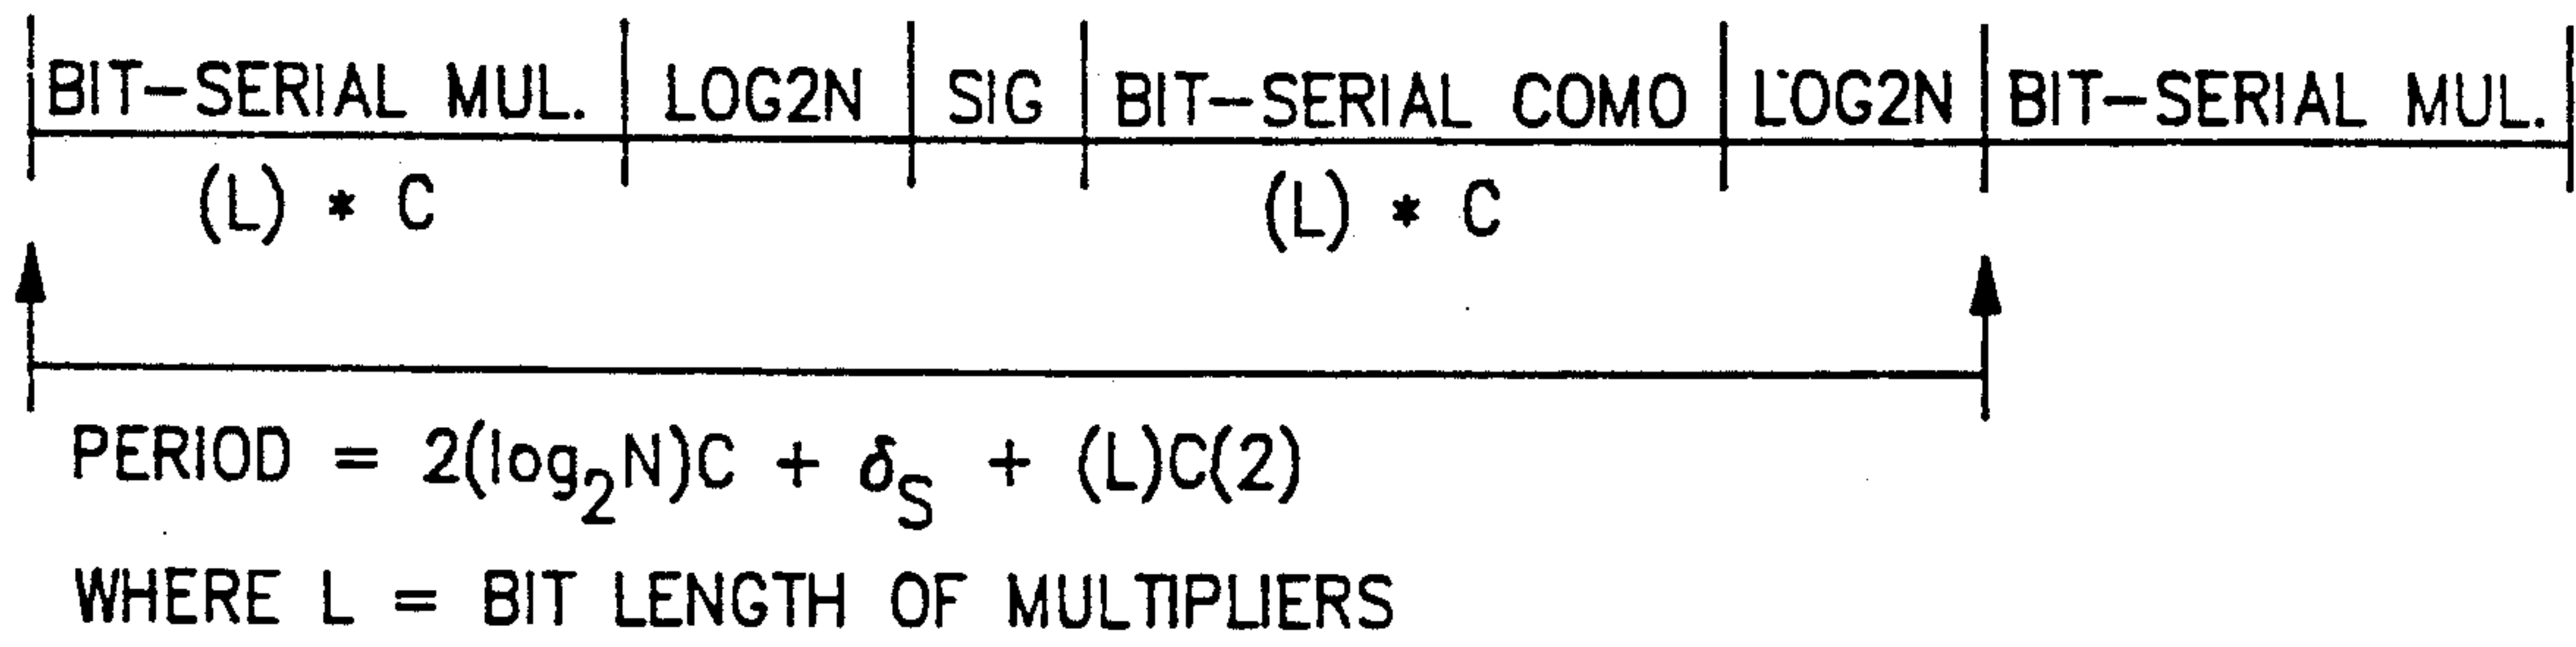 BIT-SERIAL MUL. LOG2N SIG BIT-SERIAL COMO LOG2N BIT-SERIAL MUL.
(L) * C (L) * C
PERIOD = 2(log₂N)C + δ_S + (L)C(2)
WHERE L = BIT LENGTH OF MULTIPLIERS